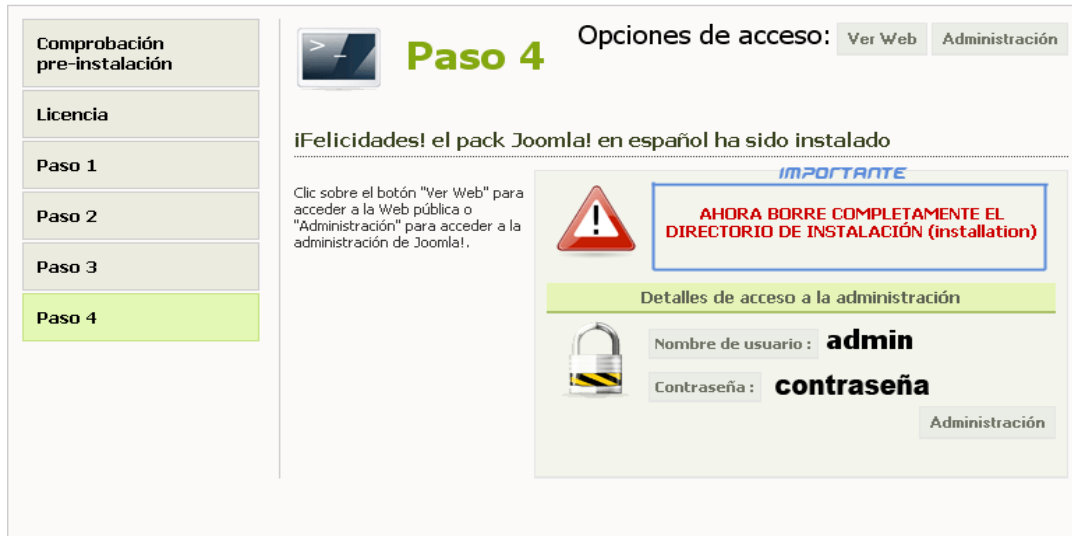 Comprobación
pre-instalación
Licencia
Paso 1
Paso 2
Paso 3
Paso 4
>_
Paso 4
Opciones de acceso:
Ver Web
Administración
¡Felicidades! el pack Joomla! en español ha sido instalado
Clic sobre el botón "Ver Web" para
acceder a la Web pública o
"Administración" para acceder a la
administración de Joomla!.
IMPORTANTE
AHORA BORRE COMPLETAMENTE EL
DIRECTORIO DE INSTALACIÓN (installation)
Detalles de acceso a la administración
Nombre de usuario : admin
Contraseña : contraseña
Administración